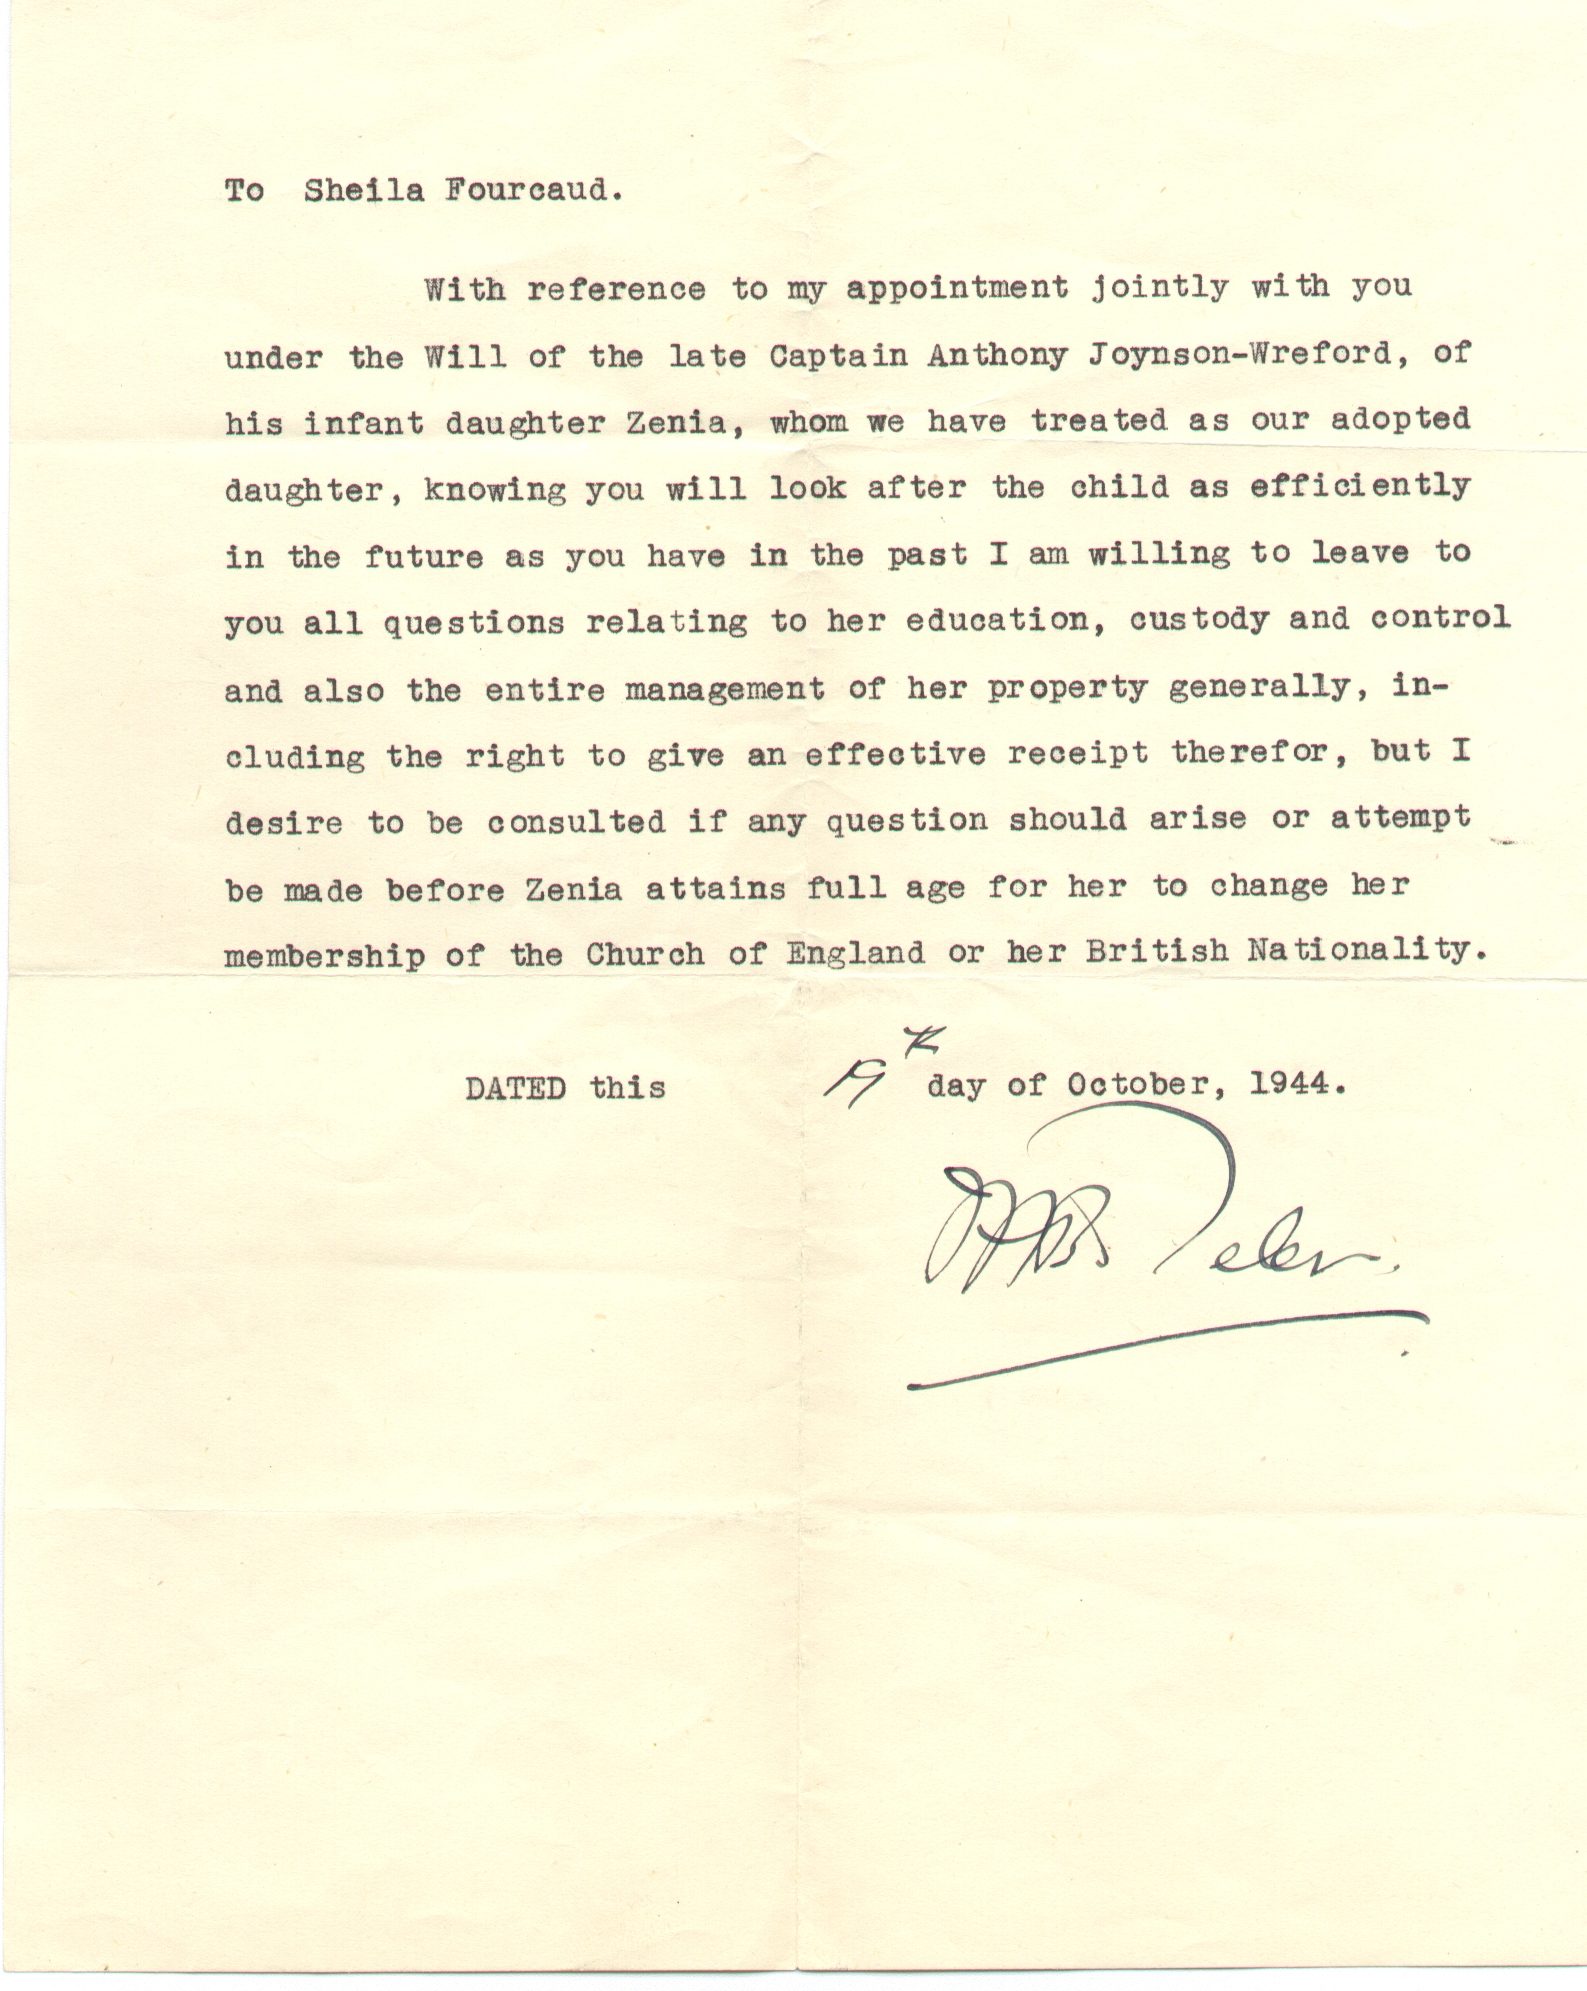 To Sheila Fourcaud.
With reference to my appointment jointly with you
under the Will of the late Captain Anthony Joynson-Wreford, of
his infant daughter Zenia, whom we have treated as our adopted
daughter, knowing you will look after the child as efficiently
in the future as you have in the past I am willing to leave to
you all questions relating to her education, custody and control
and also the entire management of her property generally, in-
cluding the right to give an effective receipt therefor, but I
desire to be consulted if any question should arise or attempt
be made before Zenia attains full age for her to change her
membership of the Church of England or her British Nationality.
DATED this 19th day of October, 1944.